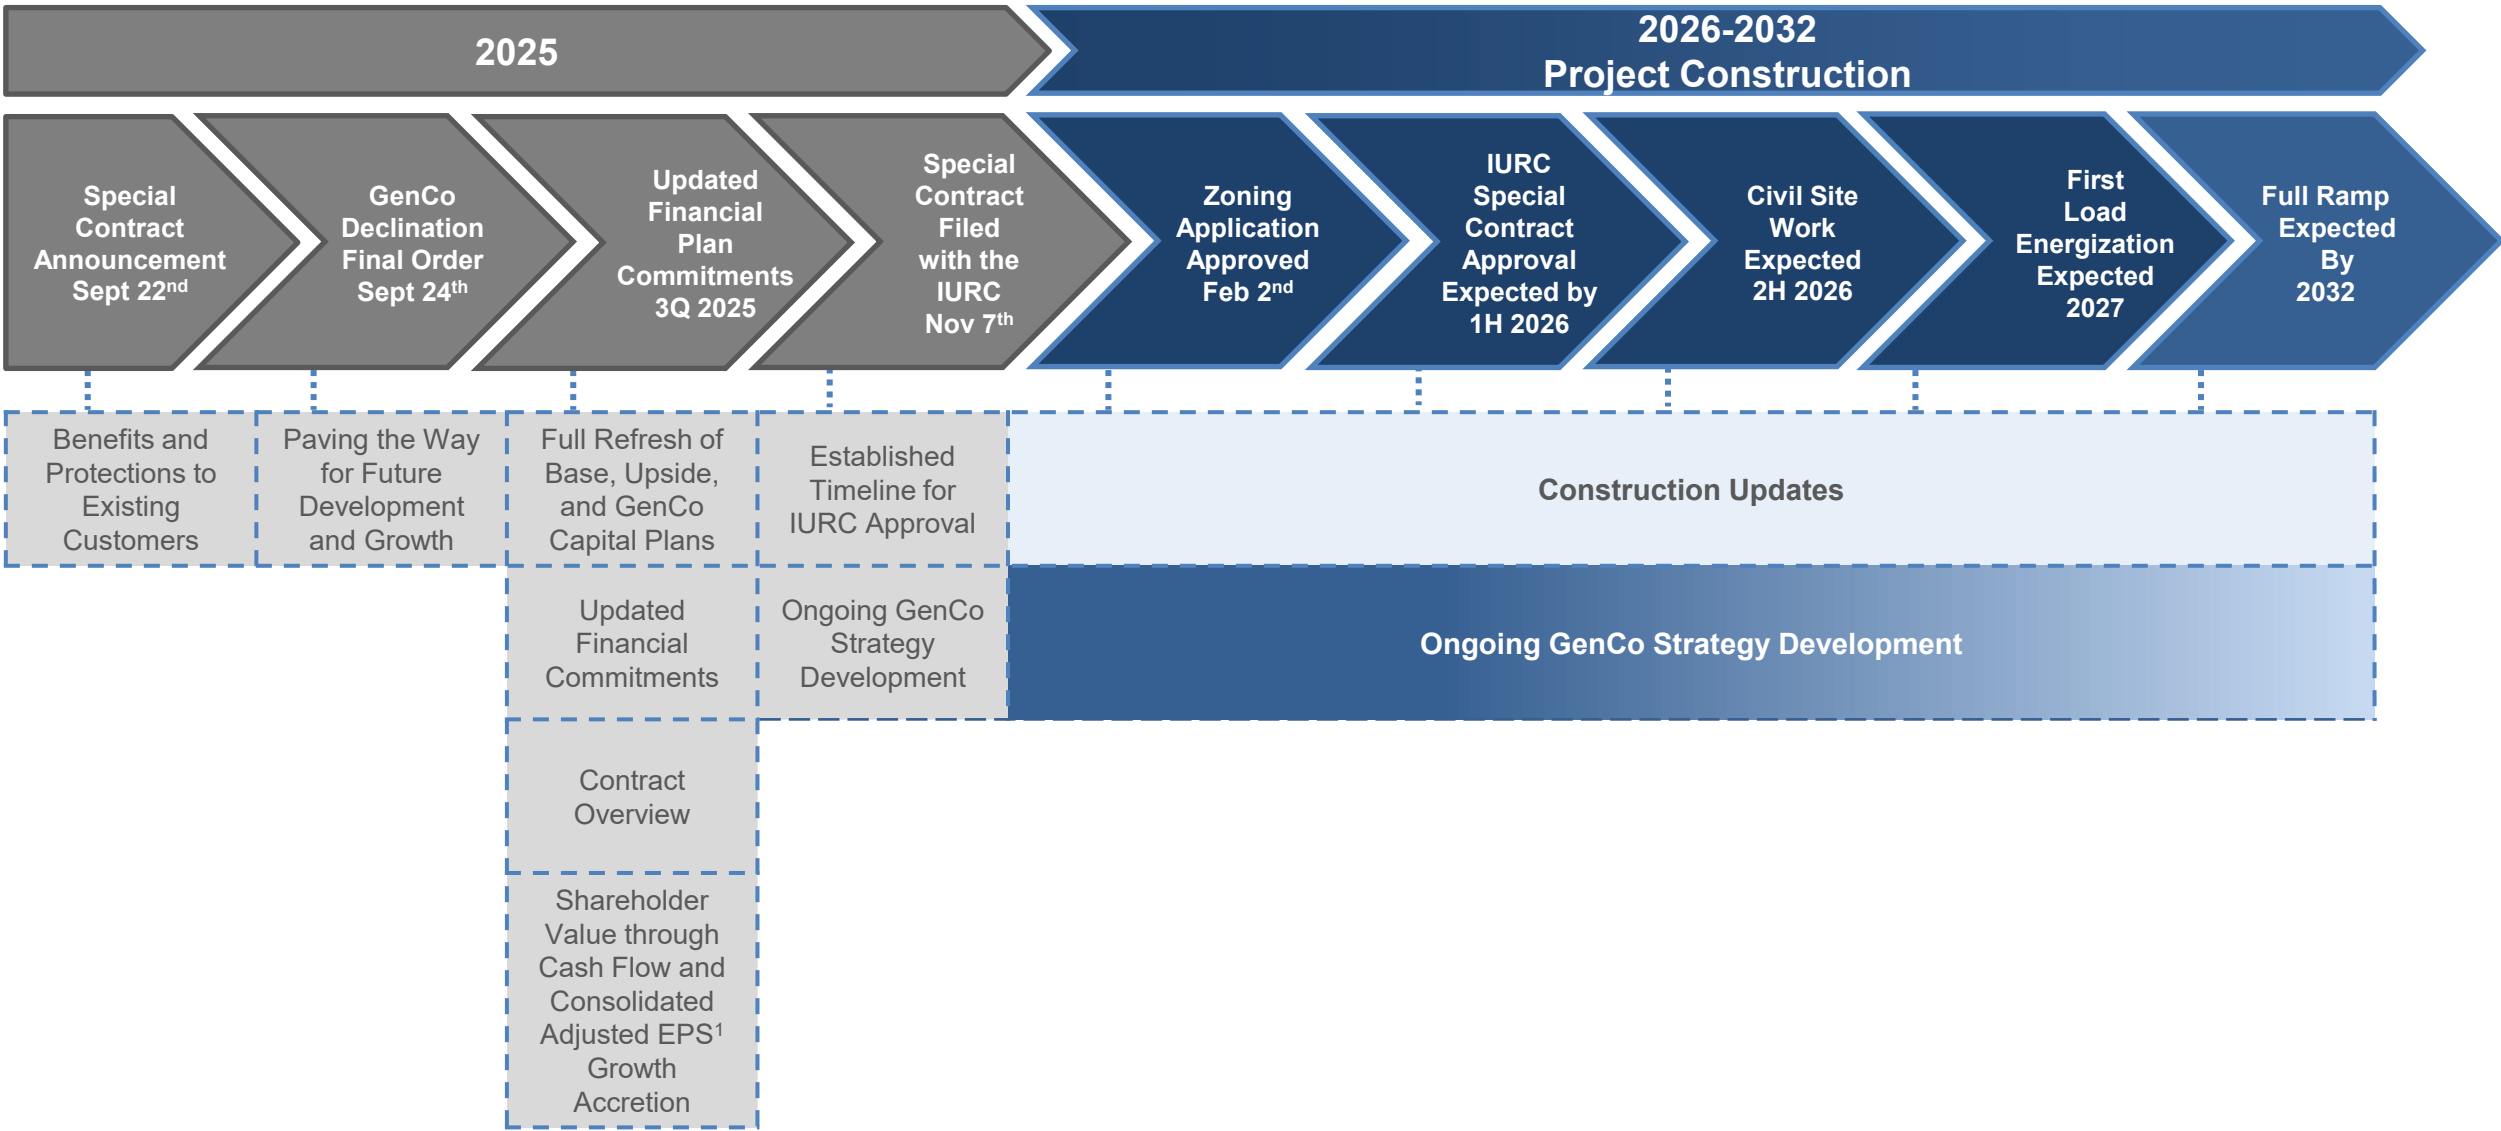 2025
2026-2032
Project Construction
Special
Contract
Announcement
Sept 22nd
GenCo
Declination
Final Order
Sept 24th
Updated
Financial
Plan
Commitments
3Q 2025
Special
Contract
Filed
with the
IURC
Nov 7th
Zoning
Application
Approved
Feb 2nd
IURC
Special
Contract
Approval
Expected by
1H 2026
Civil Site
Work
Expected
2H 2026
First
Load
Energization
Expected
2027
Full Ramp
Expected
By
2032
Benefits and
Protections to
Existing
Customers
Paving the Way
for Future
Development
and Growth
Full Refresh of
Base, Upside,
and GenCo
Capital Plans
Established
Timeline for
IURC Approval
Construction Updates
Updated
Financial
Commitments
Ongoing GenCo
Strategy
Development
Ongoing GenCo Strategy Development
Contract
Overview
Shareholder
Value through
Cash Flow and
Consolidated
Adjusted EPS1
Growth
Accretion